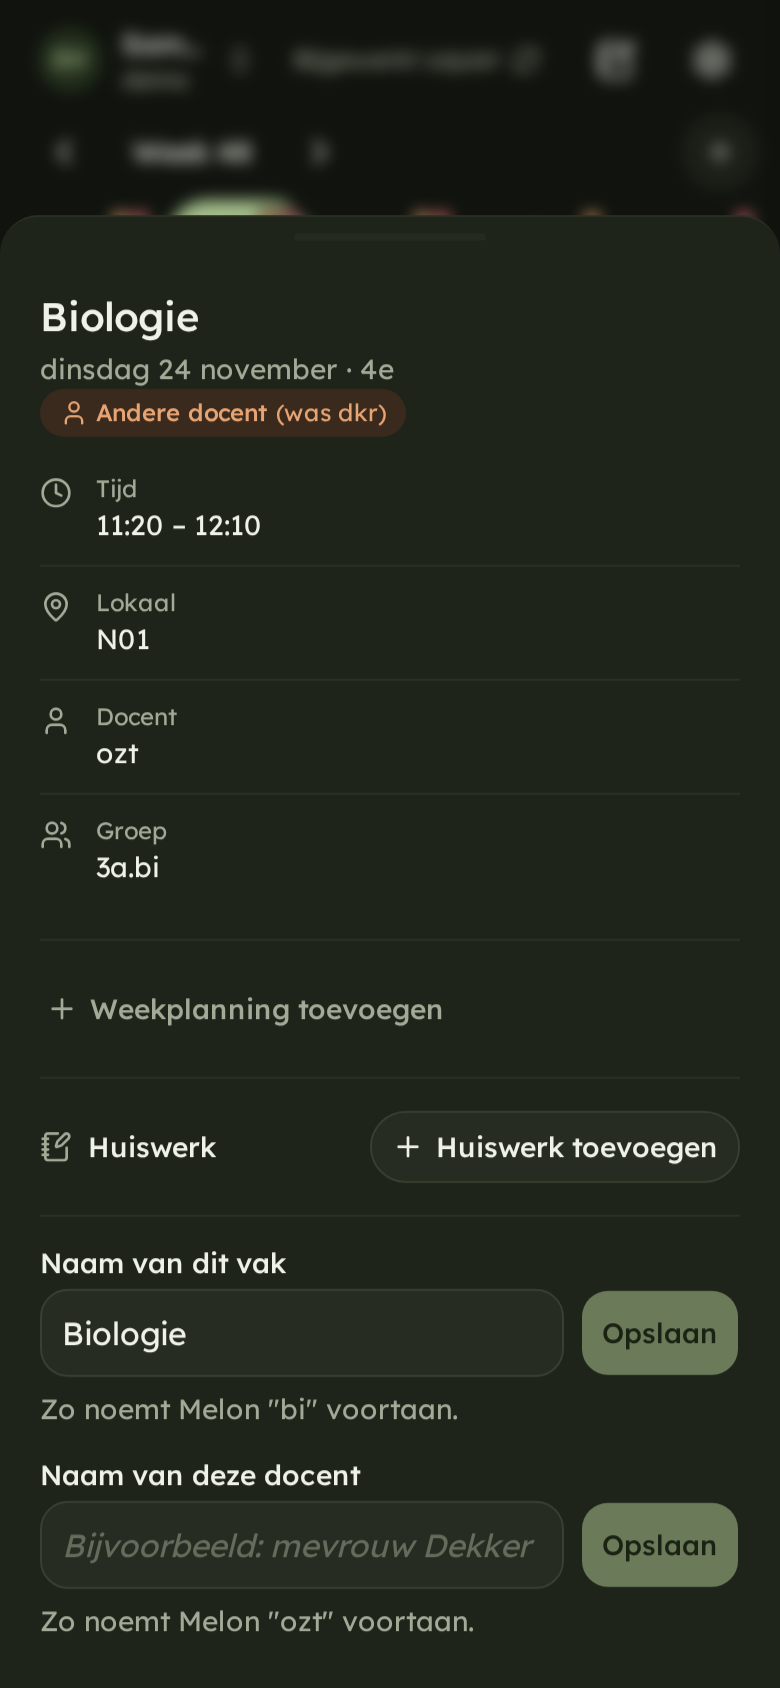 Week 48
Biologie
dinsdag 24 november · 4e
Andere docent (was dkr)
Tijd
11:20 – 12:10
Lokaal
N01
Docent
ozt
Groep
3a.bi
Weekplanning toevoegen
Huiswerk
Huiswerk toevoegen
Naam van dit vak
Biologie
Opslaan
Zo noemt Melon "bi" voortaan.
Naam van deze docent
Bijvoorbeeld: mevrouw Dekker
Opslaan
Zo noemt Melon "ozt" voortaan.